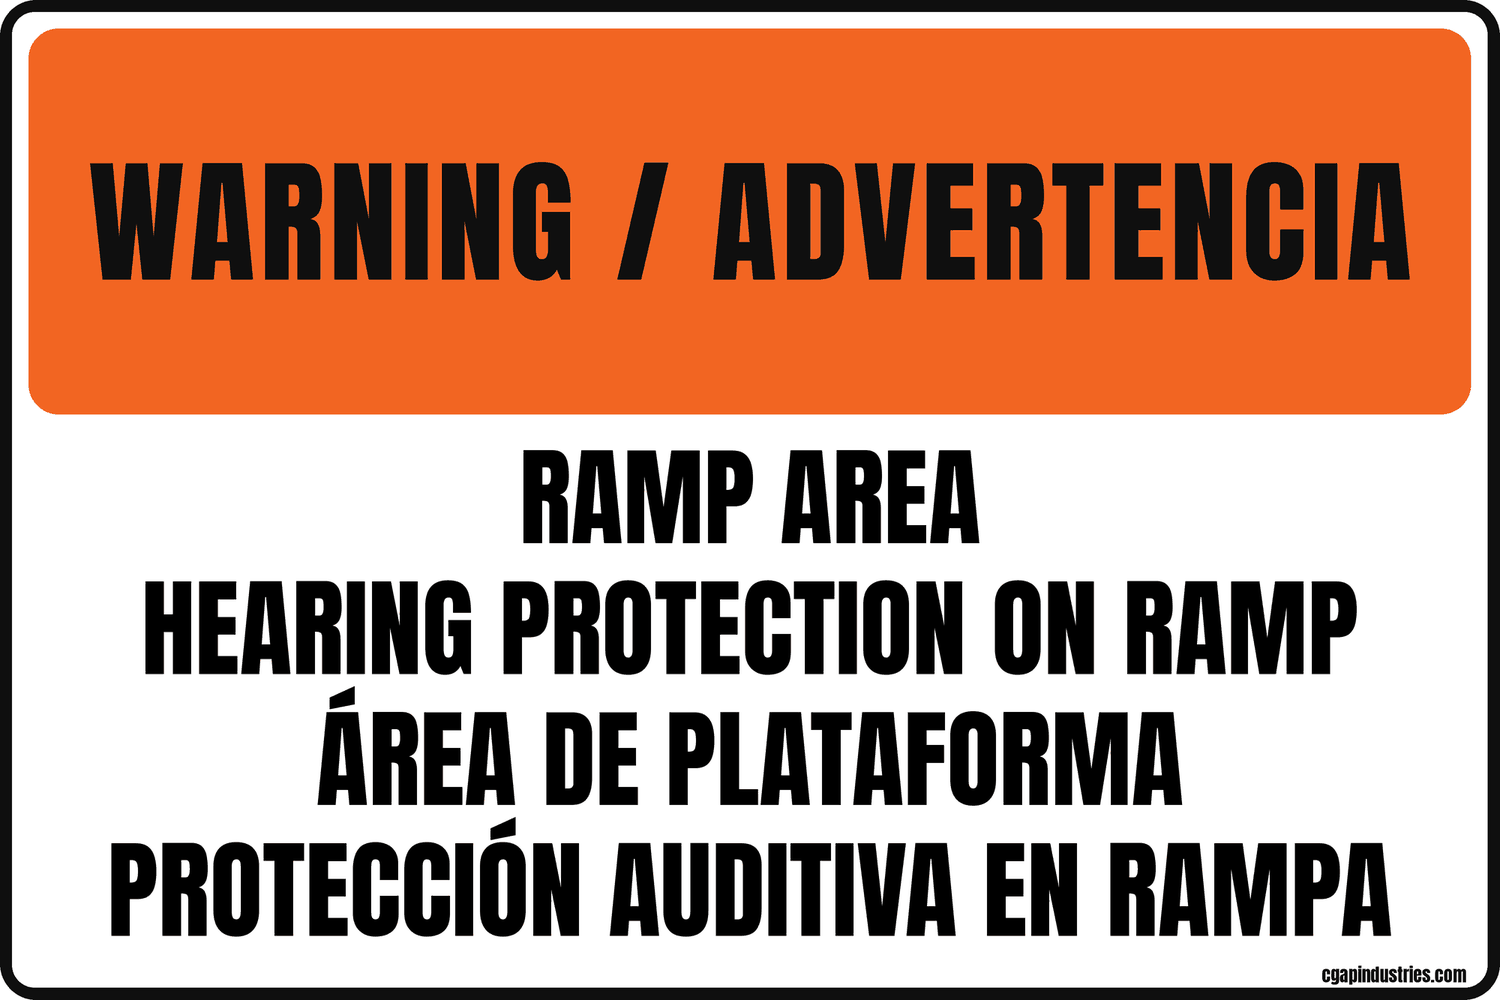 WARNING / ADVERTENCIA
RAMP AREA
HEARING PROTECTION ON RAMP
ÁREA DE PLATAFORMA
PROTECCIÓN AUDITIVA EN RAMPA
cgapindustries.com